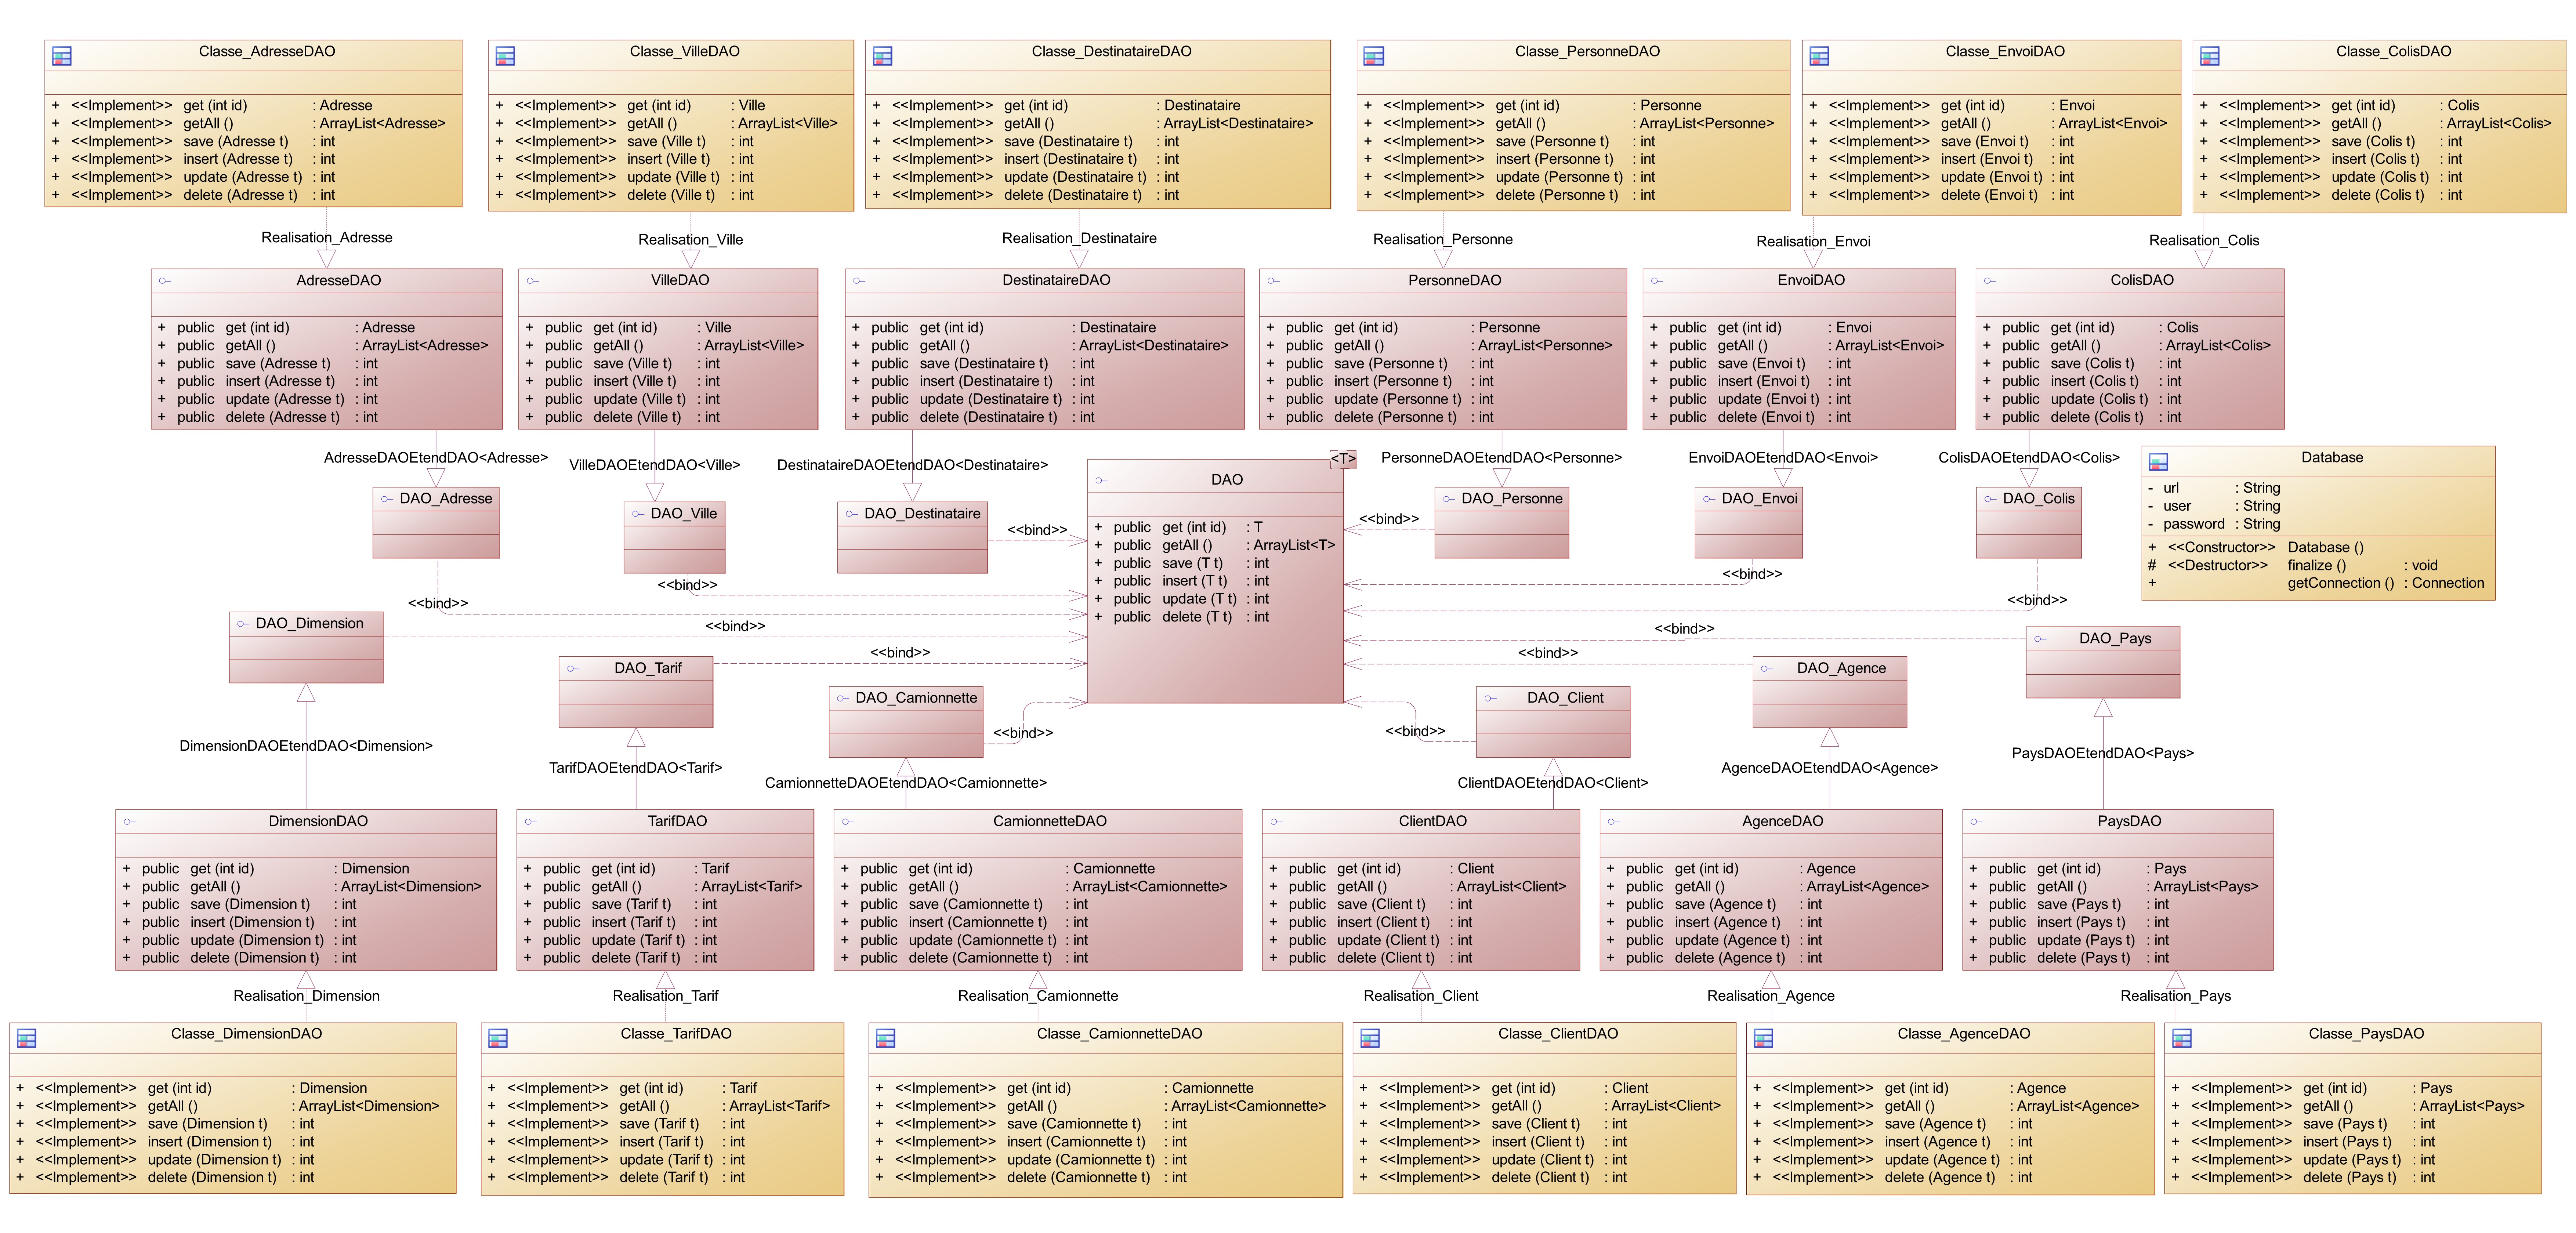 Classe_AdresseDAO
+ <<Implement>> get (int id) : Adresse
+ <<Implement>> getAll () : ArrayList<Adresse>
+ <<Implement>> save (Adresse t) : int
+ <<Implement>> insert (Adresse t) : int
+ <<Implement>> update (Adresse t) : int
+ <<Implement>> delete (Adresse t) : int
Classe_VilleDAO
+ <<Implement>> get (int id) : Ville
+ <<Implement>> getAll () : ArrayList<Ville>
+ <<Implement>> save (Ville t) : int
+ <<Implement>> insert (Ville t) : int
+ <<Implement>> update (Ville t) : int
+ <<Implement>> delete (Ville t) : int
Classe_DestinataireDAO
+ <<Implement>> get (int id) : Destinataire
+ <<Implement>> getAll () : ArrayList<Destinataire>
+ <<Implement>> save (Destinataire t) : int
+ <<Implement>> insert (Destinataire t) : int
+ <<Implement>> update (Destinataire t) : int
+ <<Implement>> delete (Destinataire t) : int
Classe_PersonneDAO
+ <<Implement>> get (int id) : Personne
+ <<Implement>> getAll () : ArrayList<Personne>
+ <<Implement>> save (Personne t) : int
+ <<Implement>> insert (Personne t) : int
+ <<Implement>> update (Personne t) : int
+ <<Implement>> delete (Personne t) : int
Classe_EnvoiDAO
+ <<Implement>> get (int id) : Envoi
+ <<Implement>> getAll () : ArrayList<Envoi>
+ <<Implement>> save (Envoi t) : int
+ <<Implement>> insert (Envoi t) : int
+ <<Implement>> update (Envoi t) : int
+ <<Implement>> delete (Envoi t) : int
Classe_ColisDAO
+ <<Implement>> get (int id) : Colis
+ <<Implement>> getAll () : ArrayList<Colis>
+ <<Implement>> save (Colis t) : int
+ <<Implement>> insert (Colis t) : int
+ <<Implement>> update (Colis t) : int
+ <<Implement>> delete (Colis t) : int
Realisation_Adresse
Realisation_Ville
Realisation_Destinataire
Realisation_Personne
Realisation_Envoi
Realisation_Colis
AdresseDAO
+ public get (int id) : Adresse
+ public getAll () : ArrayList<Adresse>
+ public save (Adresse t) : int
+ public insert (Adresse t) : int
+ public update (Adresse t) : int
+ public delete (Adresse t) : int
VilleDAO
+ public get (int id) : Ville
+ public getAll () : ArrayList<Ville>
+ public save (Ville t) : int
+ public insert (Ville t) : int
+ public update (Ville t) : int
+ public delete (Ville t) : int
DestinataireDAO
+ public get (int id) : Destinataire
+ public getAll () : ArrayList<Destinataire>
+ public save (Destinataire t) : int
+ public insert (Destinataire t) : int
+ public update (Destinataire t) : int
+ public delete (Destinataire t) : int
PersonneDAO
+ public get (int id) : Personne
+ public getAll () : ArrayList<Personne>
+ public save (Personne t) : int
+ public insert (Personne t) : int
+ public update (Personne t) : int
+ public delete (Personne t) : int
EnvoiDAO
+ public get (int id) : Envoi
+ public getAll () : ArrayList<Envoi>
+ public save (Envoi t) : int
+ public insert (Envoi t) : int
+ public update (Envoi t) : int
+ public delete (Envoi t) : int
ColisDAO
+ public get (int id) : Colis
+ public getAll () : ArrayList<Colis>
+ public save (Colis t) : int
+ public insert (Colis t) : int
+ public update (Colis t) : int
+ public delete (Colis t) : int
AdresseDAOEtendDAO<Adresse>
VilleDAOEtendDAO<Ville>
DestinataireDAOEtendDAO<Destinataire>
PersonneDAOEtendDAO<Personne>
EnvoiDAOEtendDAO<Envoi>
ColisDAOEtendDAO<Colis>
DAO_Adresse
DAO_Ville
DAO_Destinataire
<T>
DAO
+ public get (int id) : T
+ public getAll () : ArrayList<T>
+ public save (T t) : int
+ public insert (T t) : int
+ public update (T t) : int
+ public delete (T t) : int
DAO_Personne
DAO_Envoi
DAO_Colis
Database
- url : String
- user : String
- password : String
+ <<Constructor>> Database ()
# <<Destructor>> finalize () : void
+ getConnection () : Connection
<<bind>>
<<bind>>
<<bind>>
<<bind>>
<<bind>>
<<bind>>
DAO_Dimension
<<bind>>
DAO_Tarif
<<bind>>
DAO_Camionnette
<<bind>>
DAO_Client
<<bind>>
DAO_Agence
<<bind>>
DAO_Pays
<<bind>>
DimensionDAOEtendDAO<Dimension>
TarifDAOEtendDAO<Tarif>
CamionnetteDAOEtendDAO<Camionnette>
ClientDAOEtendDAO<Client>
AgenceDAOEtendDAO<Agence>
PaysDAOEtendDAO<Pays>
DimensionDAO
+ public get (int id) : Dimension
+ public getAll () : ArrayList<Dimension>
+ public save (Dimension t) : int
+ public insert (Dimension t) : int
+ public update (Dimension t) : int
+ public delete (Dimension t) : int
TarifDAO
+ public get (int id) : Tarif
+ public getAll () : ArrayList<Tarif>
+ public save (Tarif t) : int
+ public insert (Tarif t) : int
+ public update (Tarif t) : int
+ public delete (Tarif t) : int
CamionnetteDAO
+ public get (int id) : Camionnette
+ public getAll () : ArrayList<Camionnette>
+ public save (Camionnette t) : int
+ public insert (Camionnette t) : int
+ public update (Camionnette t) : int
+ public delete (Camionnette t) : int
ClientDAO
+ public get (int id) : Client
+ public getAll () : ArrayList<Client>
+ public save (Client t) : int
+ public insert (Client t) : int
+ public update (Client t) : int
+ public delete (Client t) : int
AgenceDAO
+ public get (int id) : Agence
+ public getAll () : ArrayList<Agence>
+ public save (Agence t) : int
+ public insert (Agence t) : int
+ public update (Agence t) : int
+ public delete (Agence t) : int
PaysDAO
+ public get (int id) : Pays
+ public getAll () : ArrayList<Pays>
+ public save (Pays t) : int
+ public insert (Pays t) : int
+ public update (Pays t) : int
+ public delete (Pays t) : int
Realisation_Dimension
Realisation_Tarif
Realisation_Camionnette
Realisation_Client
Realisation_Agence
Realisation_Pays
Classe_DimensionDAO
+ <<Implement>> get (int id) : Dimension
+ <<Implement>> getAll () : ArrayList<Dimension>
+ <<Implement>> save (Dimension t) : int
+ <<Implement>> insert (Dimension t) : int
+ <<Implement>> update (Dimension t) : int
+ <<Implement>> delete (Dimension t) : int
Classe_TarifDAO
+ <<Implement>> get (int id) : Tarif
+ <<Implement>> getAll () : ArrayList<Tarif>
+ <<Implement>> save (Tarif t) : int
+ <<Implement>> insert (Tarif t) : int
+ <<Implement>> update (Tarif t) : int
+ <<Implement>> delete (Tarif t) : int
Classe_CamionnetteDAO
+ <<Implement>> get (int id) : Camionnette
+ <<Implement>> getAll () : ArrayList<Camionnette>
+ <<Implement>> save (Camionnette t) : int
+ <<Implement>> insert (Camionnette t) : int
+ <<Implement>> update (Camionnette t) : int
+ <<Implement>> delete (Camionnette t) : int
Classe_ClientDAO
+ <<Implement>> get (int id) : Client
+ <<Implement>> getAll () : ArrayList<Client>
+ <<Implement>> save (Client t) : int
+ <<Implement>> insert (Client t) : int
+ <<Implement>> update (Client t) : int
+ <<Implement>> delete (Client t) : int
Classe_AgenceDAO
+ <<Implement>> get (int id) : Agence
+ <<Implement>> getAll () : ArrayList<Agence>
+ <<Implement>> save (Agence t) : int
+ <<Implement>> insert (Agence t) : int
+ <<Implement>> update (Agence t) : int
+ <<Implement>> delete (Agence t) : int
Classe_PaysDAO
+ <<Implement>> get (int id) : Pays
+ <<Implement>> getAll () : ArrayList<Pays>
+ <<Implement>> save (Pays t) : int
+ <<Implement>> insert (Pays t) : int
+ <<Implement>> update (Pays t) : int
+ <<Implement>> delete (Pays t) : int